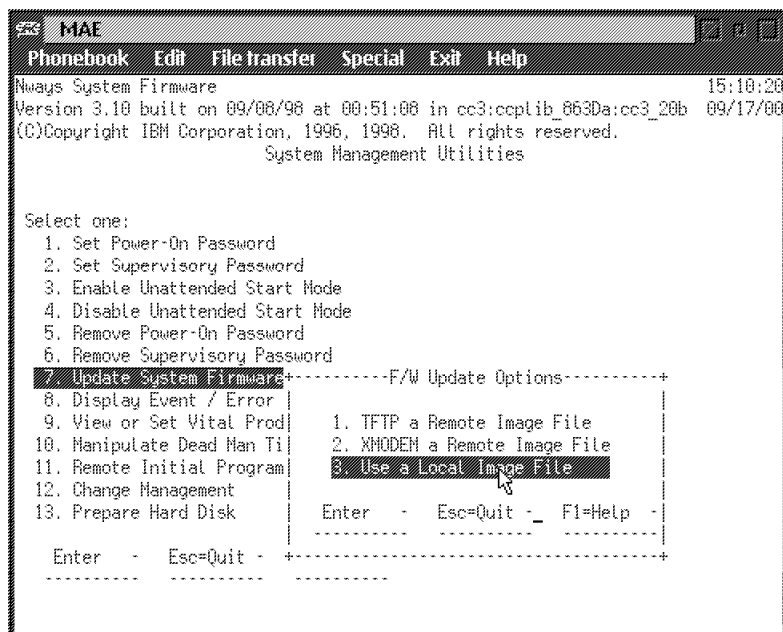 MAE
Phonebook Edit File transfer Special Exit Help
Nways System Firmware 15:10:20
Version 3.10 built on 09/08/98 at 00:51:08 in cc3:ccplib_863Da:cc3_20b 09/17/00
(C)Copyright IBM Corporation, 1996, 1998. All rights reserved.
System Management Utilities
Select one:
1. Set Power-On Password
2. Set Supervisory Password
3. Enable Unattended Start Mode
4. Disable Unattended Start Mode
5. Remove Power-On Password
6. Remove Supervisory Password
7. Update System Firmware+----------F/W Update Options----------+
8. Display Event / Error |
9. View or Set Vital Prod| 1. TFTP a Remote Image File |
10. Manipulate Dead Man Ti| 2. XMODEM a Remote Image File |
11. Remote Initial Program| 3. Use a Local Image File |
12. Change Management |
13. Prepare Hard Disk | Enter - Esc=Quit -_ F1=Help -|
Enter - Esc=Quit -